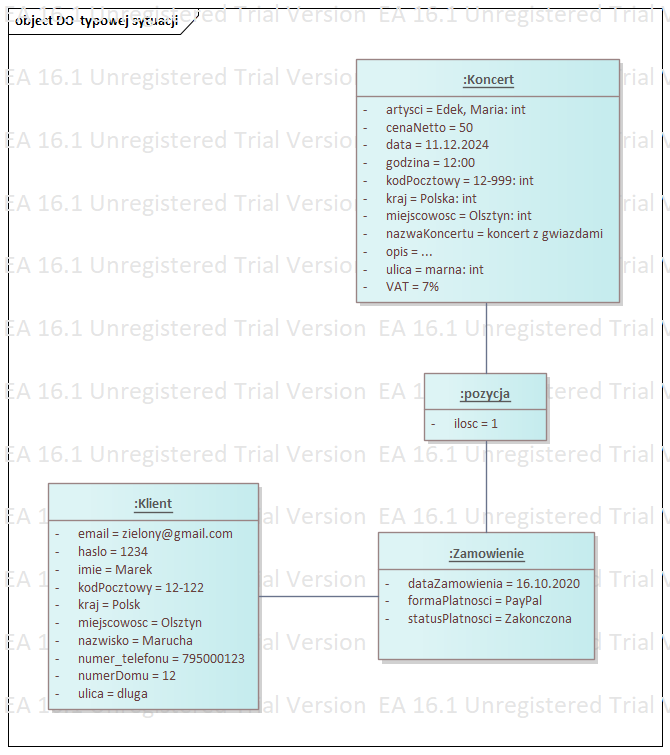 object DO typowej sytuacji
:Koncert
- artysci = Edek, Maria: int
- cenaNetto = 50
- data = 11.12.2024
- godzina = 12:00
- kodPocztowy = 12-999: int
- kraj = Polska: int
- miejscowosc = Olsztyn: int
- nazwaKoncertu = koncert z gwiazdami
- opis = ...
- ulica = marna: int
- VAT = 7%
:pozycja
- ilosc = 1
:Klient
- email = zielony@gmail.com
- haslo = 1234
- imie = Marek
- kodPocztowy = 12-122
- kraj = Polsk
- miejscowosc = Olsztyn
- nazwisko = Marucha
- numer_telefonu = 795000123
- numerDomu = 12
- ulica = dluga
:Zamowienie
- dataZamowienia = 16.10.2020
- formaPlatnosci = PayPal
- statusPlatnosci = Zakonczona
EA 16.1 Unregistered Trial Version EA 16.1 Unregistered Trial V